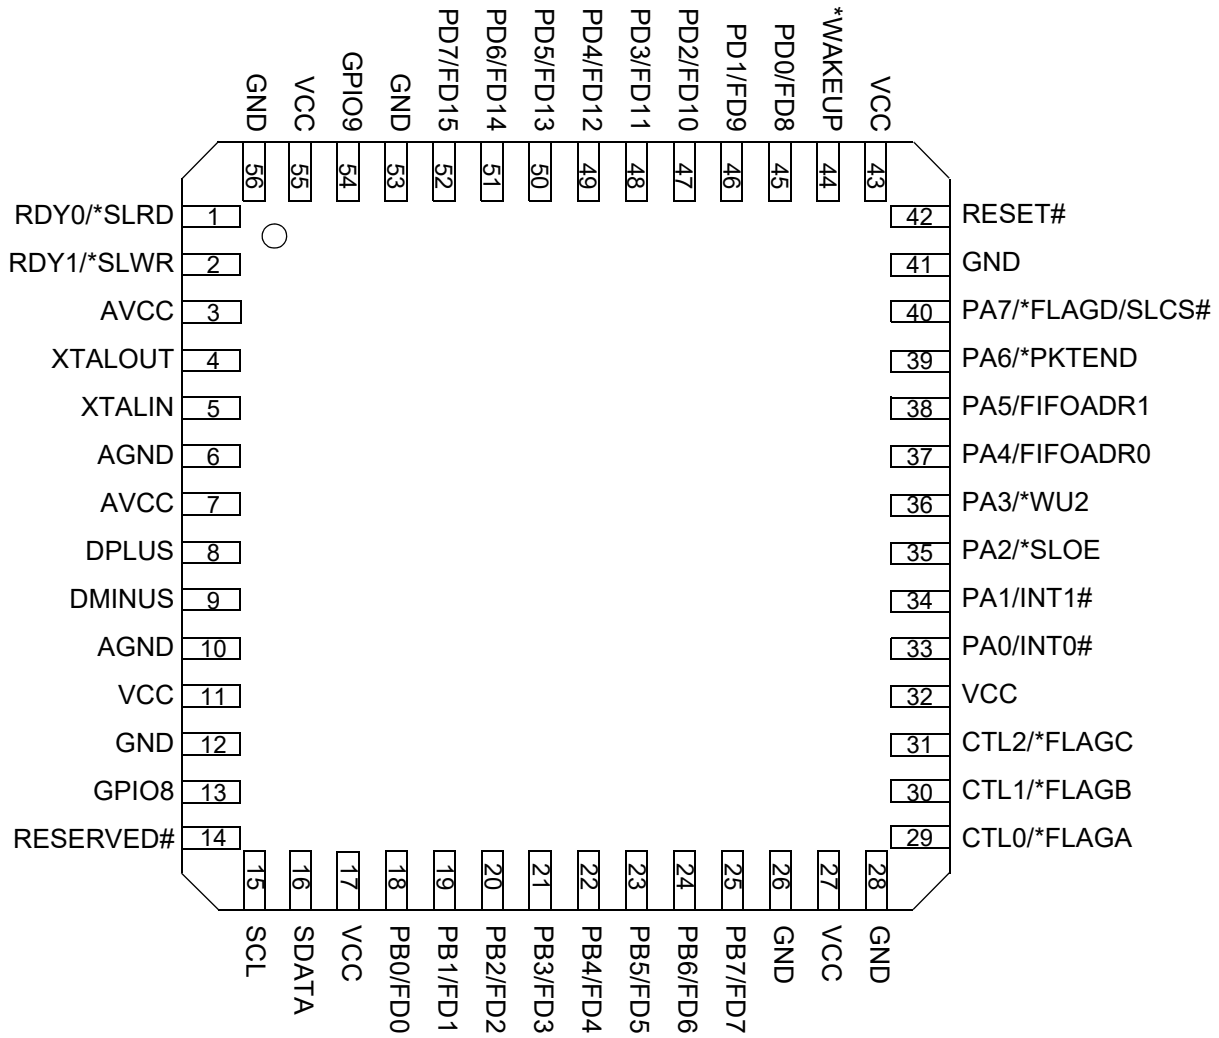 GND
VCC
GPIO9
GND
PD7/FD15
PD6/FD14
PD5/FD13
PD4/FD12
PD3/FD11
PD2/FD10
PD1/FD9
PD0/FD8
*WAKEUP
VCC
56
55
54
53
52
51
50
49
48
47
46
45
44
43
RDY0/*SLRD 1
RDY1/*SLWR 2
AVCC 3
XTALOUT 4
XTALIN 5
AGND 6
AVCC 7
DPLUS 8
DMINUS 9
AGND 10
VCC 11
GND 12
GPIO8 13
RESERVED# 14
42 RESET#
41 GND
40 PA7/*FLAGD/SLCS#
39 PA6/*PKTEND
38 PA5/FIFOADR1
37 PA4/FIFOADR0
36 PA3/*WU2
35 PA2/*SLOE
34 PA1/INT1#
33 PA0/INT0#
32 VCC
31 CTL2/*FLAGC
30 CTL1/*FLAGB
29 CTL0/*FLAGA
15
16
17
18
19
20
21
22
23
24
25
26
27
28
SCL
SDATA
VCC
PB0/FD0
PB1/FD1
PB2/FD2
PB3/FD3
PB4/FD4
PB5/FD5
PB6/FD6
PB7/FD7
GND
VCC
GND